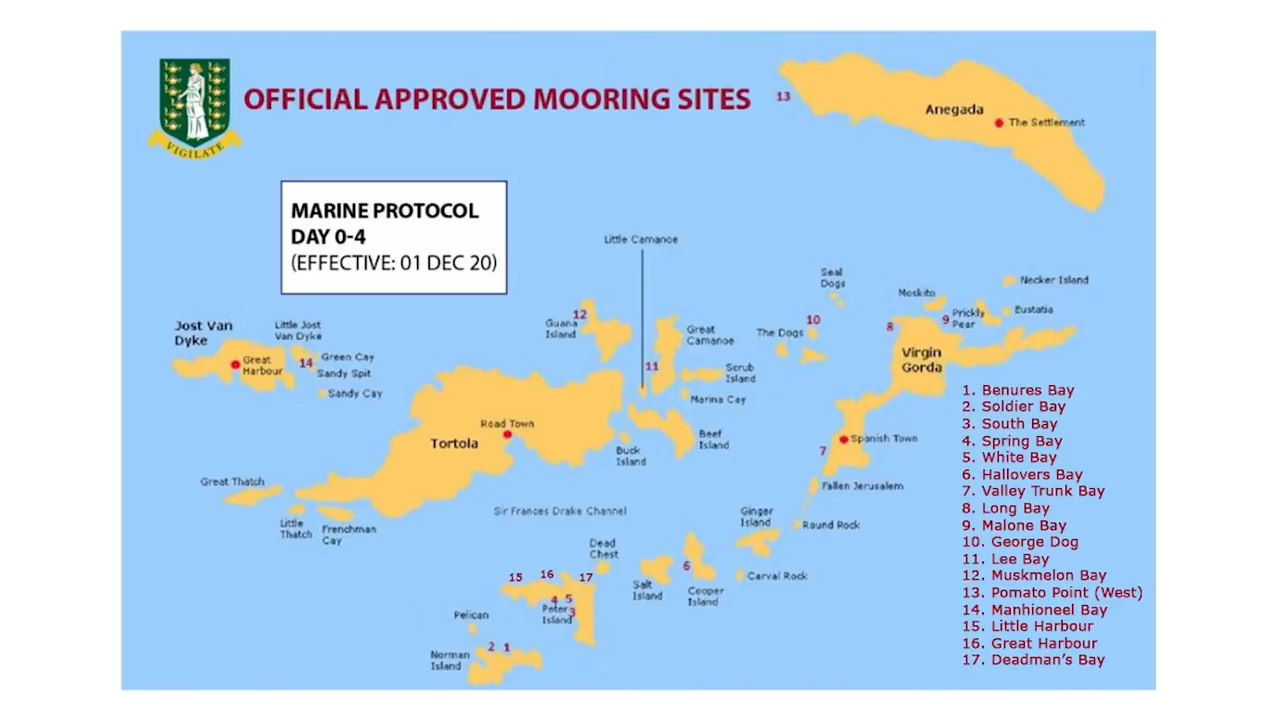 OFFICIAL APPROVED MOORING SITES
VIGILATE
13
Anegada
The Settlement
MARINE PROTOCOL
DAY 0-4
(EFFECTIVE: 01 DEC 20)
Little Camanoe
Seal
Dogs
Necker Island
Moskito
Eustatia
Prickly
Pear
9
8
10
The Dogs
12
Guana
Island
Great
Camanoe
Jost Van
Dyke
Little Jost
Van Dyke
Green Cay
14
Great
Harbour
Sandy Spit
Sandy Cay
11
Scrub
Island
Marina Cay
Virgin
Gorda
Road Town
Tortola
Beef
Island
Buck
Island
Spanish Town
7
Great Thatch
Fallen Jerusalem
Little
Thatch
Frenchman
Cay
Sir Frances Drake Channel
Ginger
Island
Round Rock
Dead
Chest
Carval Rock
6
Salt
Island
Cooper
Island
15
16
17
4
5
3
Peter
Island
Pelican
Norman
Island
2
1
1. Benures Bay
2. Soldier Bay
3. South Bay
4. Spring Bay
5. White Bay
6. Hallovers Bay
7. Valley Trunk Bay
8. Long Bay
9. Malone Bay
10. George Dog
11. Lee Bay
12. Muskmelon Bay
13. Pomato Point (West)
14. Manhioneel Bay
15. Little Harbour
16. Great Harbour
17. Deadman's Bay